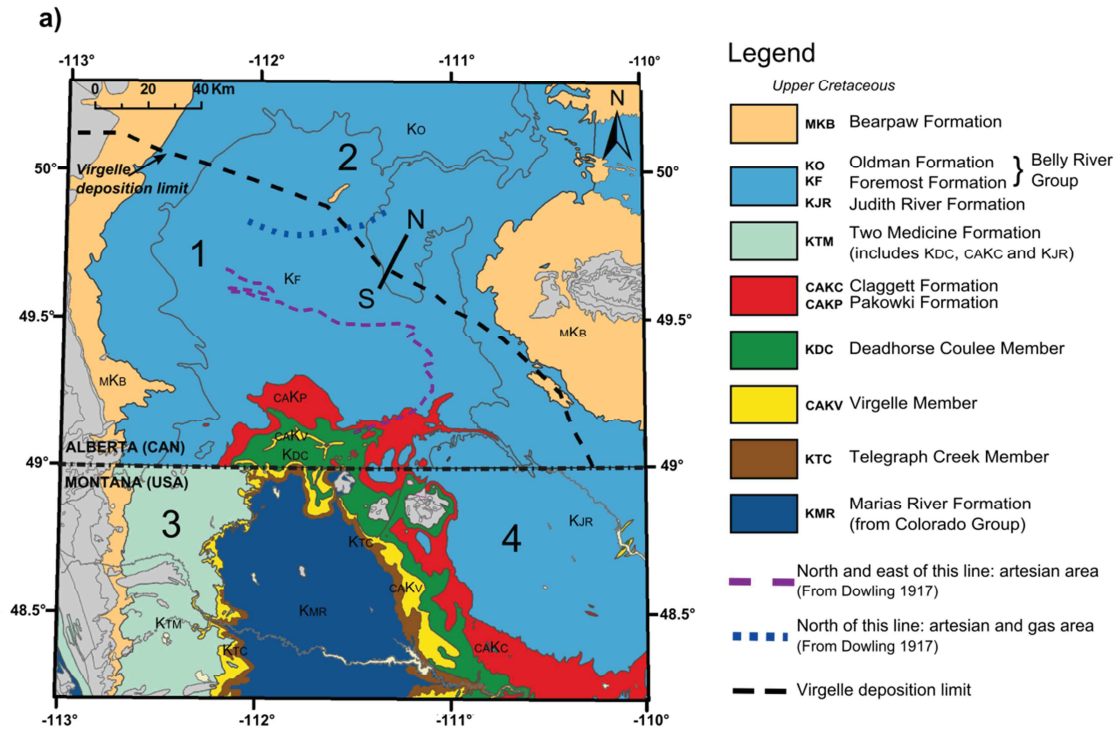 a)
-113° -112° -111° -110°
0 20 40 Km
N
KO
2
50° 50°
Virgelle
deposition limit
N
1
KF
S
49.5° 49.5°
MKB
MKB
CAKP
CAKV
ALBERTA (CAN)
KDC
49° 49°
MONTANA (USA)
3
KJR
4
KTC
CAKV
48.5° 48.5°
KMR
KTM
KTC
CAKC
-113° -112° -111° -110°
Legend
Upper Cretaceous
MKB Bearpaw Formation
KO Oldman Formation } Belly River
KF Foremost Formation Group
KJR Judith River Formation
KTM Two Medicine Formation
(includes KDC, CAKC and KJR)
CAKC Claggett Formation
CAKP Pakowki Formation
KDC Deadhorse Coulee Member
CAKV Virgelle Member
KTC Telegraph Creek Member
KMR Marias River Formation
(from Colorado Group)
North and east of this line: artesian area
(From Dowling 1917)
North of this line: artesian and gas area
(From Dowling 1917)
Virgelle deposition limit